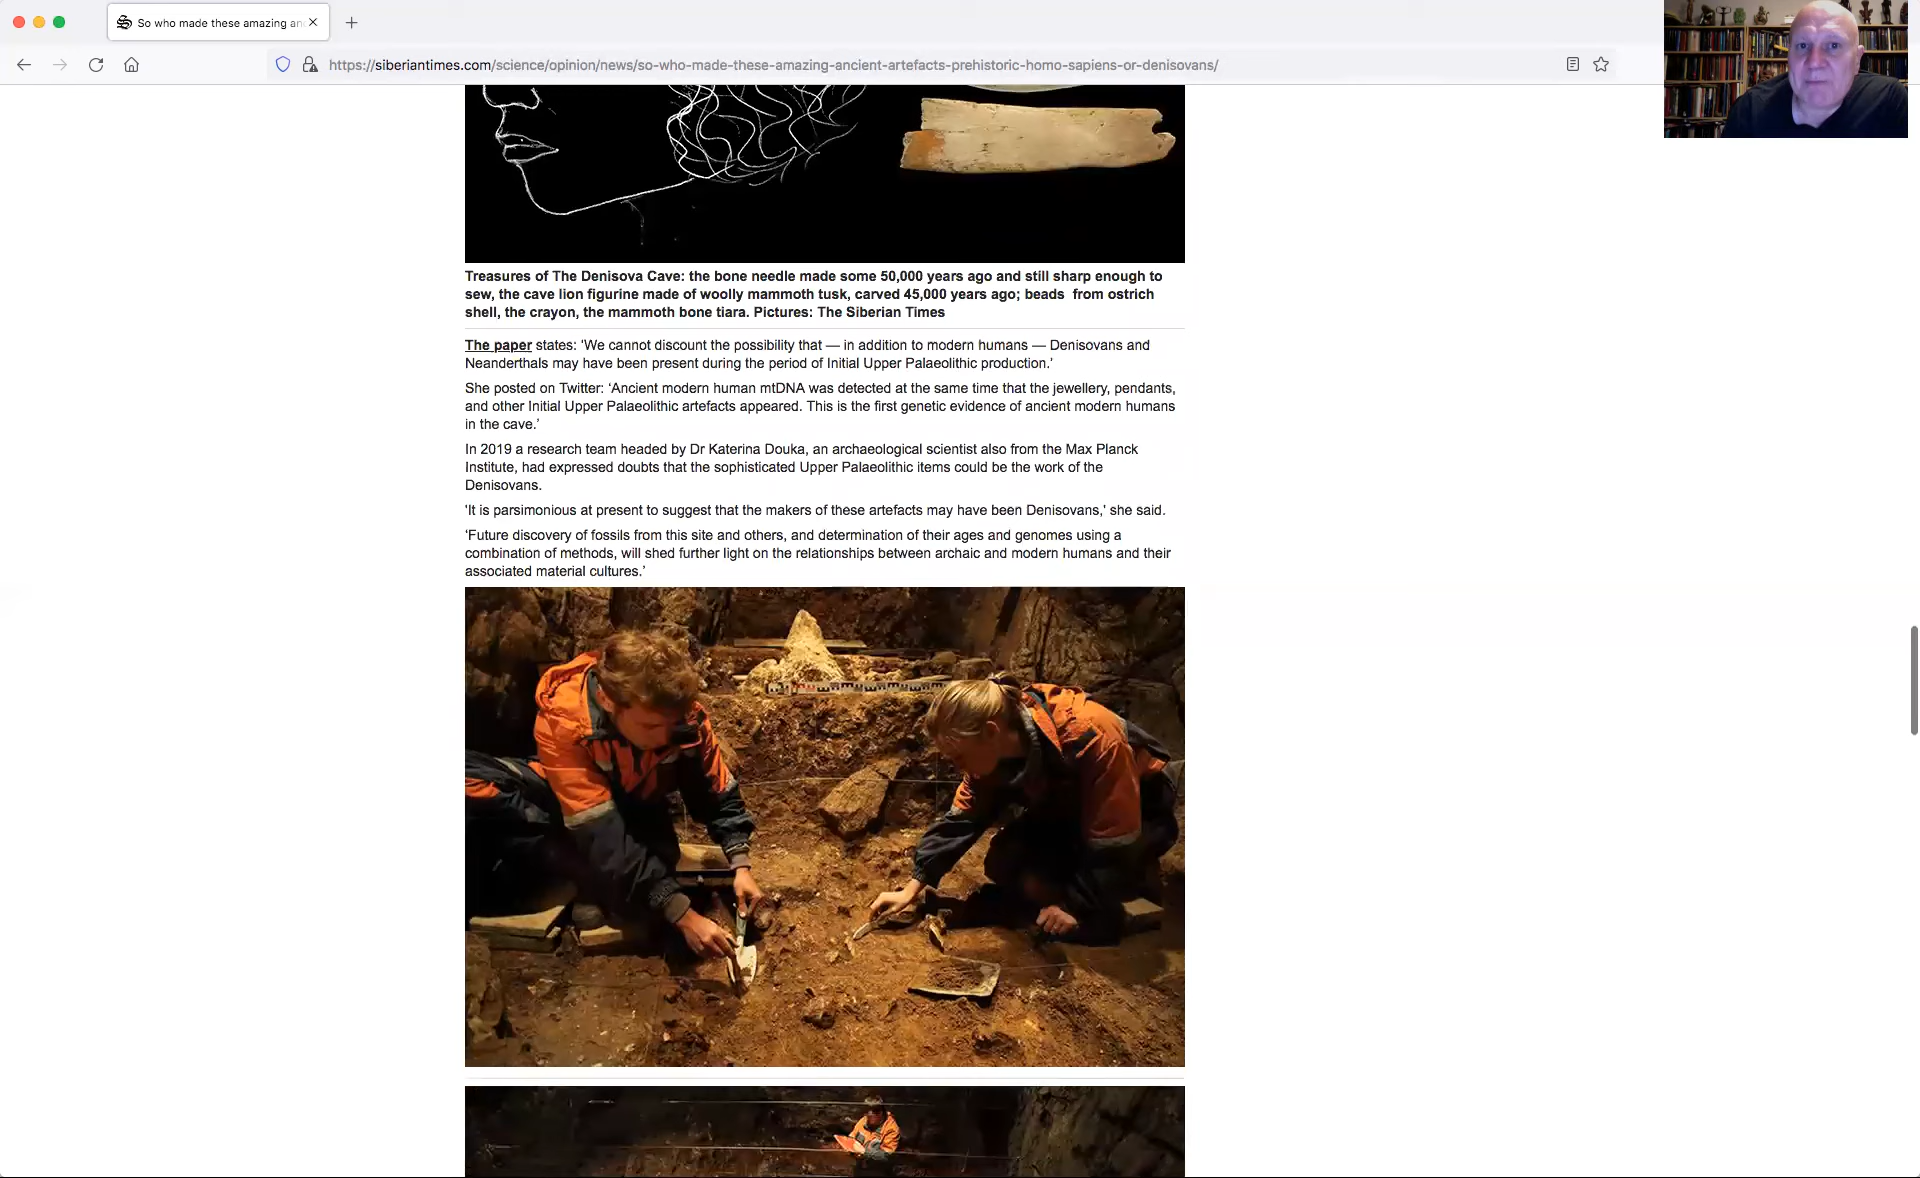 So who made these amazing an
https://siberiantimes.com/science/opinion/news/so-who-made-these-amazing-ancient-artefacts-prehistoric-homo-sapiens-or-denisovans/
Treasures of The Denisova Cave: the bone needle made some 50,000 years ago and still sharp enough to
sew, the cave lion figurine made of woolly mammoth tusk, carved 45,000 years ago; beads from ostrich
shell, the crayon, the mammoth bone tiara. Pictures: The Siberian Times
The paper states: ‘We cannot discount the possibility that — in addition to modern humans — Denisovans and
Neanderthals may have been present during the period of Initial Upper Palaeolithic production.’
She posted on Twitter: ‘Ancient modern human mtDNA was detected at the same time that the jewellery, pendants,
and other Initial Upper Palaeolithic artefacts appeared. This is the first genetic evidence of ancient modern humans
in the cave.’
In 2019 a research team headed by Dr Katerina Douka, an archaeological scientist also from the Max Planck
Institute, had expressed doubts that the sophisticated Upper Palaeolithic items could be the work of the
Denisovans.
'It is parsimonious at present to suggest that the makers of these artefacts may have been Denisovans,' she said.
‘Future discovery of fossils from this site and others, and determination of their ages and genomes using a
combination of methods, will shed further light on the relationships between archaic and modern humans and their
associated material cultures.’